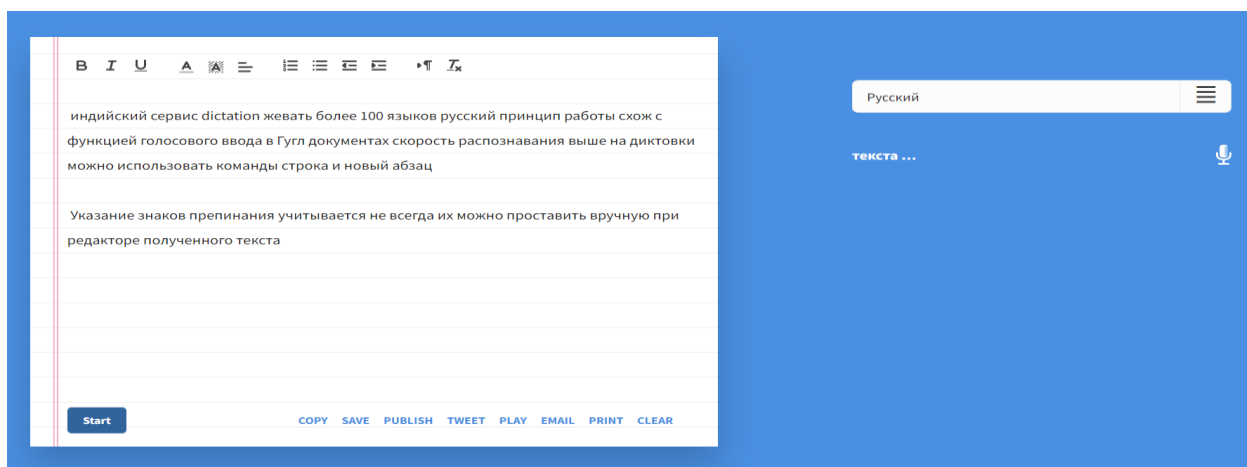 B I U A A
индийский сервис dictation жевать более 100 языков русский принцип работы схож с
функцией голосового ввода в Гугл документах скорость распознавания выше на диктовки
можно использовать команды строка и новый абзац
Указание знаков препинания учитывается не всегда их можно проставить вручную при
редакторе полученного текста
Start COPY SAVE PUBLISH TWEET PLAY EMAIL PRINT CLEAR
Русский
текста ...